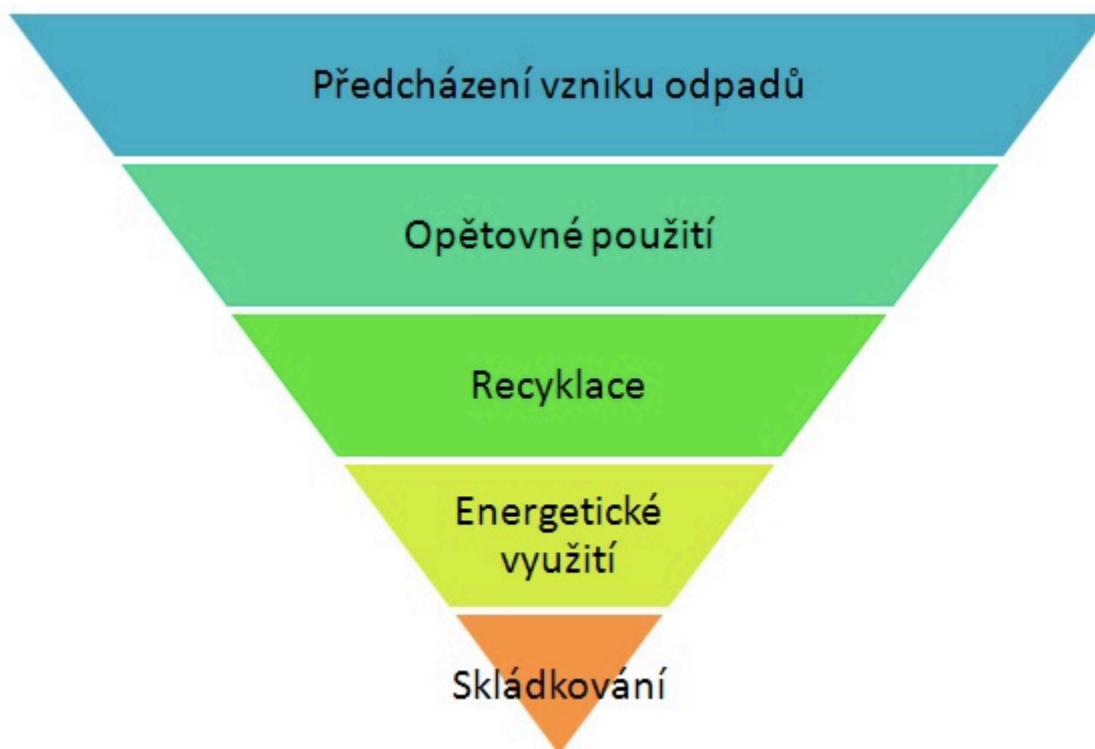 Předcházení vzniku odpadů
Opětovné použití
Recyklace
Energetické
využití
Skládkování